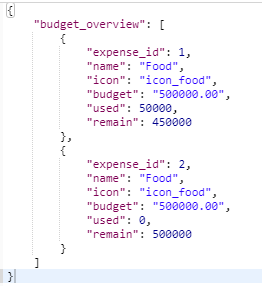 {
    "budget_overview": [
        {
            "expense_id": 1,
            "name": "Food",
            "icon": "icon_food",
            "budget": "500000.00",
            "used": 50000,
            "remain": 450000
        },
        {
            "expense_id": 2,
            "name": "Food",
            "icon": "icon_food",
            "budget": "500000.00",
            "used": 0,
            "remain": 500000
        }
    ]
}